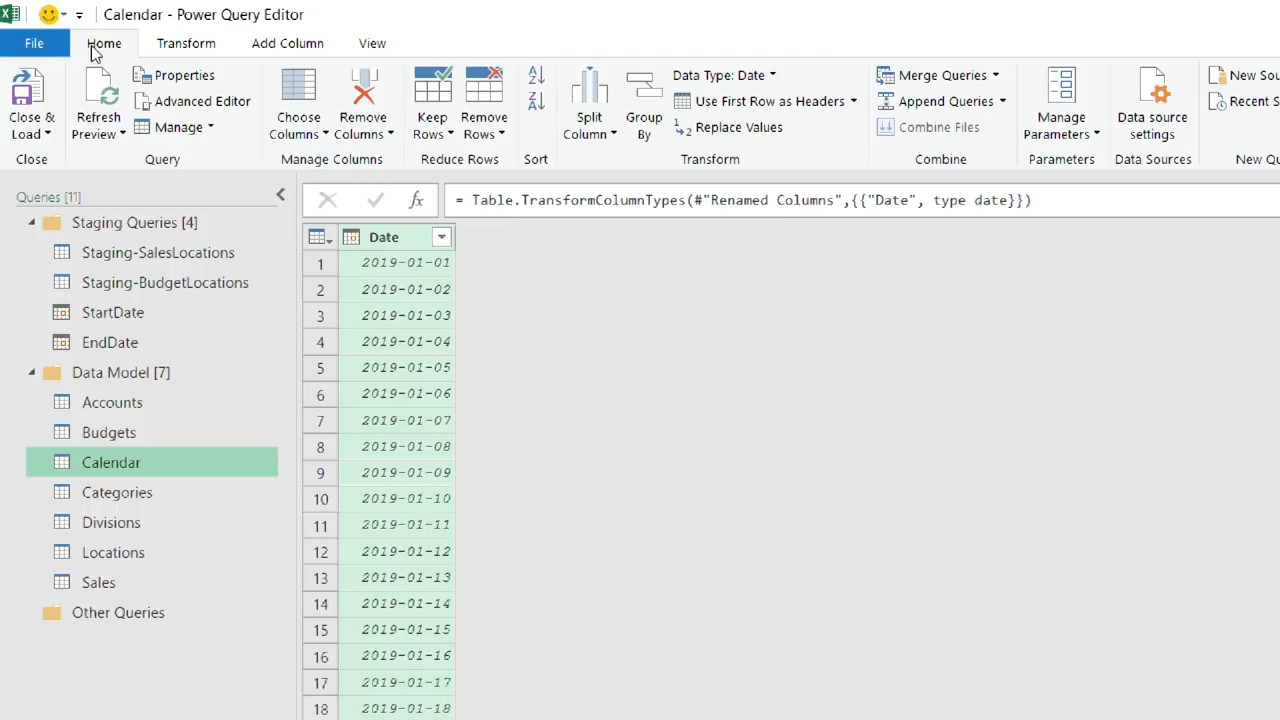 Calendar - Power Query Editor
File Home Transform Add Column View
Close & Load
Close
Refresh Preview
Properties
Advanced Editor
Manage
Query
Choose Columns
Remove Columns
Manage Columns
Keep Rows
Remove Rows
Reduce Rows
Sort
Split Column
Group By
Data Type: Date
Use First Row as Headers
Replace Values
Transform
Merge Queries
Append Queries
Combine Files
Combine
Manage Parameters
Parameters
Data source settings
Data Sources
New Sou
Recent S
New Qu
Queries [11]
Staging Queries [4]
Staging-SalesLocations
Staging-BudgetLocations
StartDate
EndDate
Data Model [7]
Accounts
Budgets
Calendar
Categories
Divisions
Locations
Sales
Other Queries
fx = Table.TransformColumnTypes(#"Renamed Columns",{{"Date", type date}})
Date
1 2019-01-01
2 2019-01-02
3 2019-01-03
4 2019-01-04
5 2019-01-05
6 2019-01-06
7 2019-01-07
8 2019-01-08
9 2019-01-09
10 2019-01-10
11 2019-01-11
12 2019-01-12
13 2019-01-13
14 2019-01-14
15 2019-01-15
16 2019-01-16
17 2019-01-17
18 2019-01-18